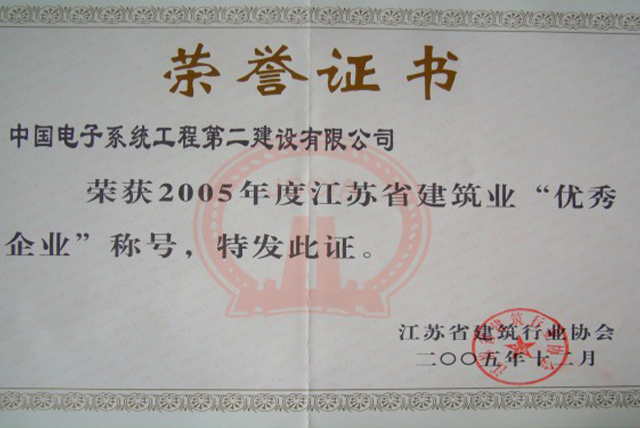 荣誉证书
中国电子系统工程第二建设有限公司
荣获2005年度江苏省建筑业“优秀
企业”称号，特发此证。
江苏省建筑行业协会
二〇〇五年十二月